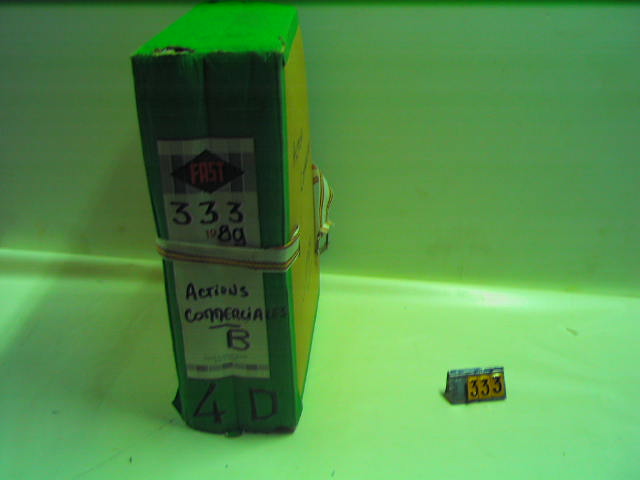 FAST
333
1989
ACTIONS
COMMERCIALES
B
4 D
333